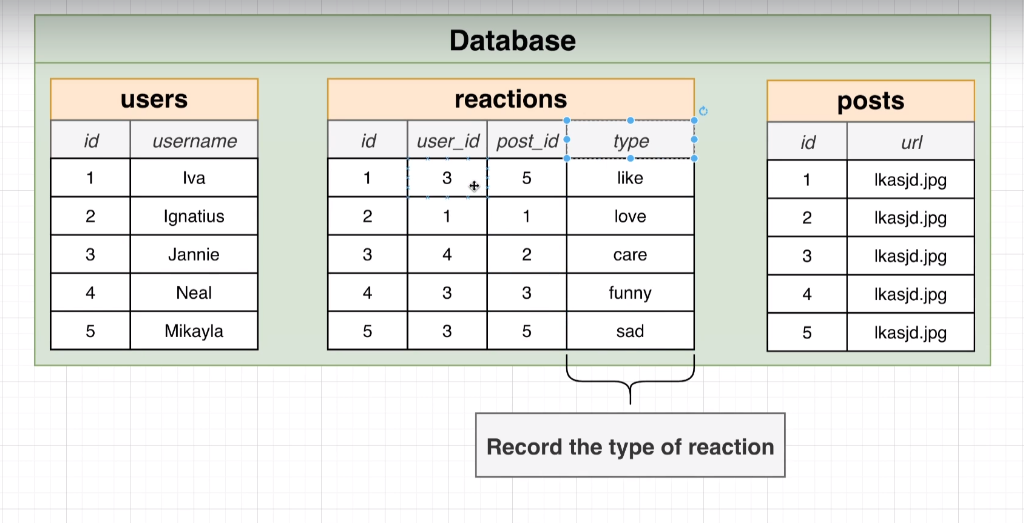 Database
users
id username
1 Iva
2 Ignatius
3 Jannie
4 Neal
5 Mikayla
reactions
id user_id post_id type
1 3 5 like
2 1 1 love
3 4 2 care
4 3 3 funny
5 3 5 sad
posts
id url
1 lkasjd.jpg
2 lkasjd.jpg
3 lkasjd.jpg
4 lkasjd.jpg
5 lkasjd.jpg
Record the type of reaction